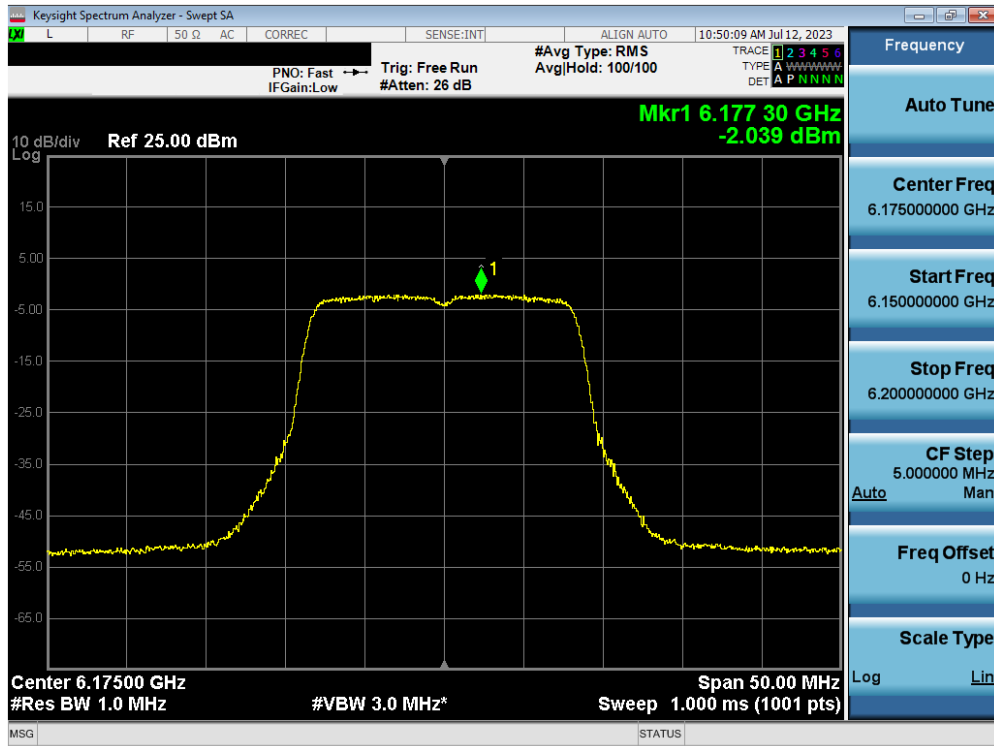 Keysight Spectrum Analyzer - Swept SA
LXI L RF 50 Ω AC CORREC SENSE:INT ALIGN AUTO 10:50:09 AM Jul 12, 2023
PNO: Fast
IFGain:Low
Trig: Free Run
#Atten: 26 dB
#Avg Type: RMS
Avg|Hold: 100/100
TRACE 1 2 3 4 5 6
TYPE A WWWWW
DET A P N N N N
Mkr1 6.177 30 GHz
-2.039 dBm
10 dB/div Ref 25.00 dBm
Log
15.0
5.00
1
-5.00
-15.0
-25.0
-35.0
-45.0
-55.0
-65.0
Center 6.17500 GHz Span 50.00 MHz
#Res BW 1.0 MHz #VBW 3.0 MHz* Sweep 1.000 ms (1001 pts)
MSG STATUS
Frequency
Auto Tune
Center Freq
6.175000000 GHz
Start Freq
6.150000000 GHz
Stop Freq
6.200000000 GHz
CF Step
5.000000 MHz
Auto Man
Freq Offset
0 Hz
Scale Type
Log Lin